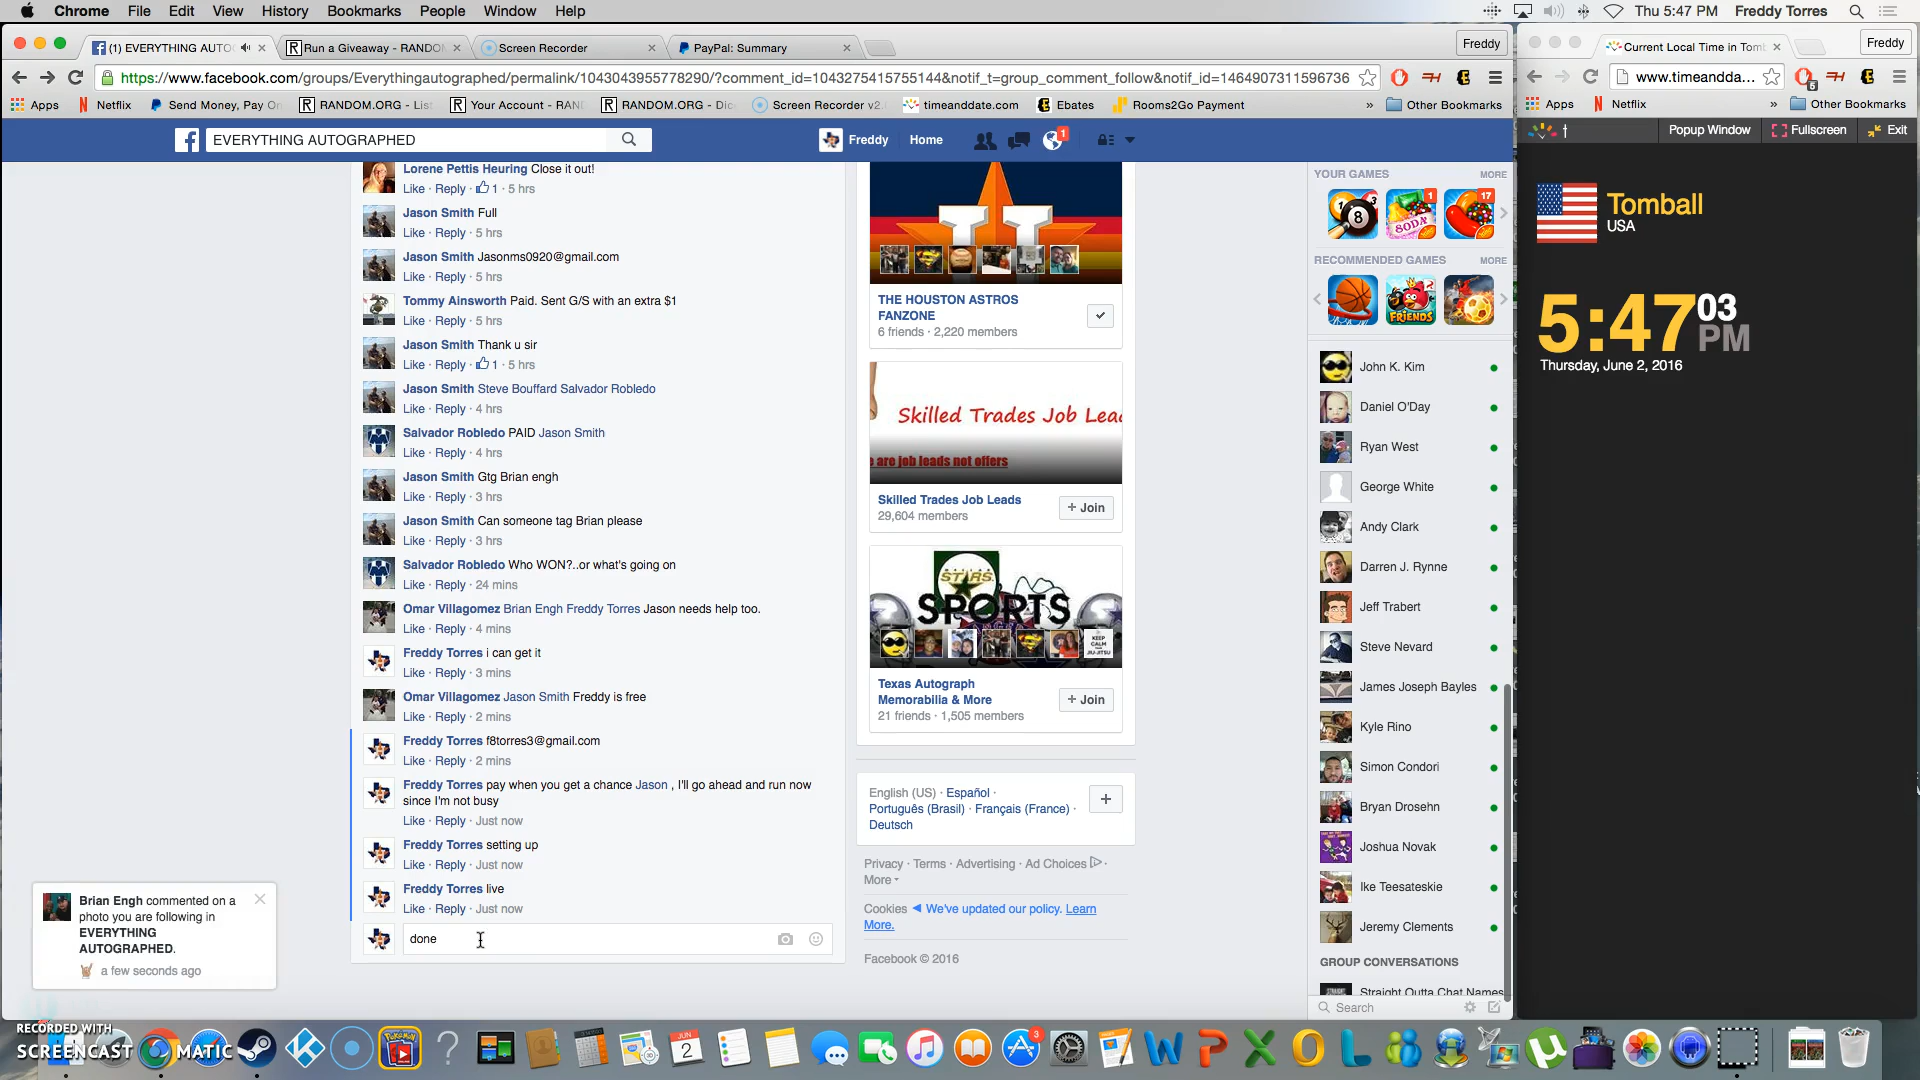 Chrome File Edit View History Bookmarks People Window Help Thu 5:47 PM Freddy Torres
(1) EVERYTHING AUTO Run a Giveaway - RANDO Screen Recorder PayPal: Summary Freddy Current Local Time in Tomb Freddy
https://www.facebook.com/groups/Everythingautographed/permalink/1043043955778290/?comment_id=1043275415755144&notif_t=group_comment_follow&notif_id=1464907311596736 www.timeandda...
Apps Netflix Send Money, Pay On RANDOM.ORG - List Your Account - RAN RANDOM.ORG - Dic Screen Recorder v2. timeanddate.com Ebates Rooms2Go Payment » Other Bookmarks Apps Netflix » Other Bookmarks
EVERYTHING AUTOGRAPHED Freddy Home 1 t Popup Window Fullscreen Exit
Lorene Pettis Heuring Close it out!
Like · Reply · 1 · 5 hrs
Jason Smith Full
Like · Reply · 5 hrs
Jason Smith Jasonms0920@gmail.com
Like · Reply · 5 hrs
Tommy Ainsworth Paid. Sent G/S with an extra $1
Like · Reply · 5 hrs
Jason Smith Thank u sir
Like · Reply · 1 · 5 hrs
Jason Smith Steve Bouffard Salvador Robledo
Like · Reply · 4 hrs
Salvador Robledo PAID Jason Smith
Like · Reply · 4 hrs
Jason Smith Gtg Brian engh
Like · Reply · 3 hrs
Jason Smith Can someone tag Brian please
Like · Reply · 3 hrs
Salvador Robledo Who WON?..or what's going on
Like · Reply · 24 mins
Omar Villagomez Brian Engh Freddy Torres Jason needs help too.
Like · Reply · 4 mins
Freddy Torres i can get it
Like · Reply · 3 mins
Omar Villagomez Jason Smith Freddy is free
Like · Reply · 2 mins
Freddy Torres f8torres3@gmail.com
Like · Reply · 2 mins
Freddy Torres pay when you get a chance Jason , I'll go ahead and run now
since I'm not busy
Like · Reply · Just now
Freddy Torres setting up
Like · Reply · Just now
Freddy Torres live
Like · Reply · Just now
done
Brian Engh commented on a
photo you are following in
EVERYTHING
AUTOGRAPHED.
a few seconds ago
THE HOUSTON ASTROS
FANZONE
6 friends · 2,220 members
Skilled Trades Job Lea
e are job leads not offers
Skilled Trades Job Leads
29,604 members
+ Join
STARS
SPORTS
Texas Autograph
Memorabilia & More
21 friends · 1,505 members
+ Join
English (US) · Español ·
Português (Brasil) · Français (France) ·
Deutsch
Privacy · Terms · Advertising · Ad Choices ·
More
Cookies We've updated our policy. Learn
More.
Facebook © 2016
YOUR GAMES MORE
8 SODA 1 17
RECOMMENDED GAMES MORE
FRIENDS
John K. Kim
Daniel O'Day
Ryan West
George White
Andy Clark
Darren J. Rynne
Jeff Trabert
Steve Nevard
James Joseph Bayles
Kyle Rino
Simon Condori
Bryan Drosehn
Joshua Novak
Ike Teesateskie
Jeremy Clements
GROUP CONVERSATIONS
Straight Outta Chat Names
Search
Tomball
USA
5:47 03
PM
Thursday, June 2, 2016
RECORDED WITH
SCREENCAST MATIC
JUN
2
3